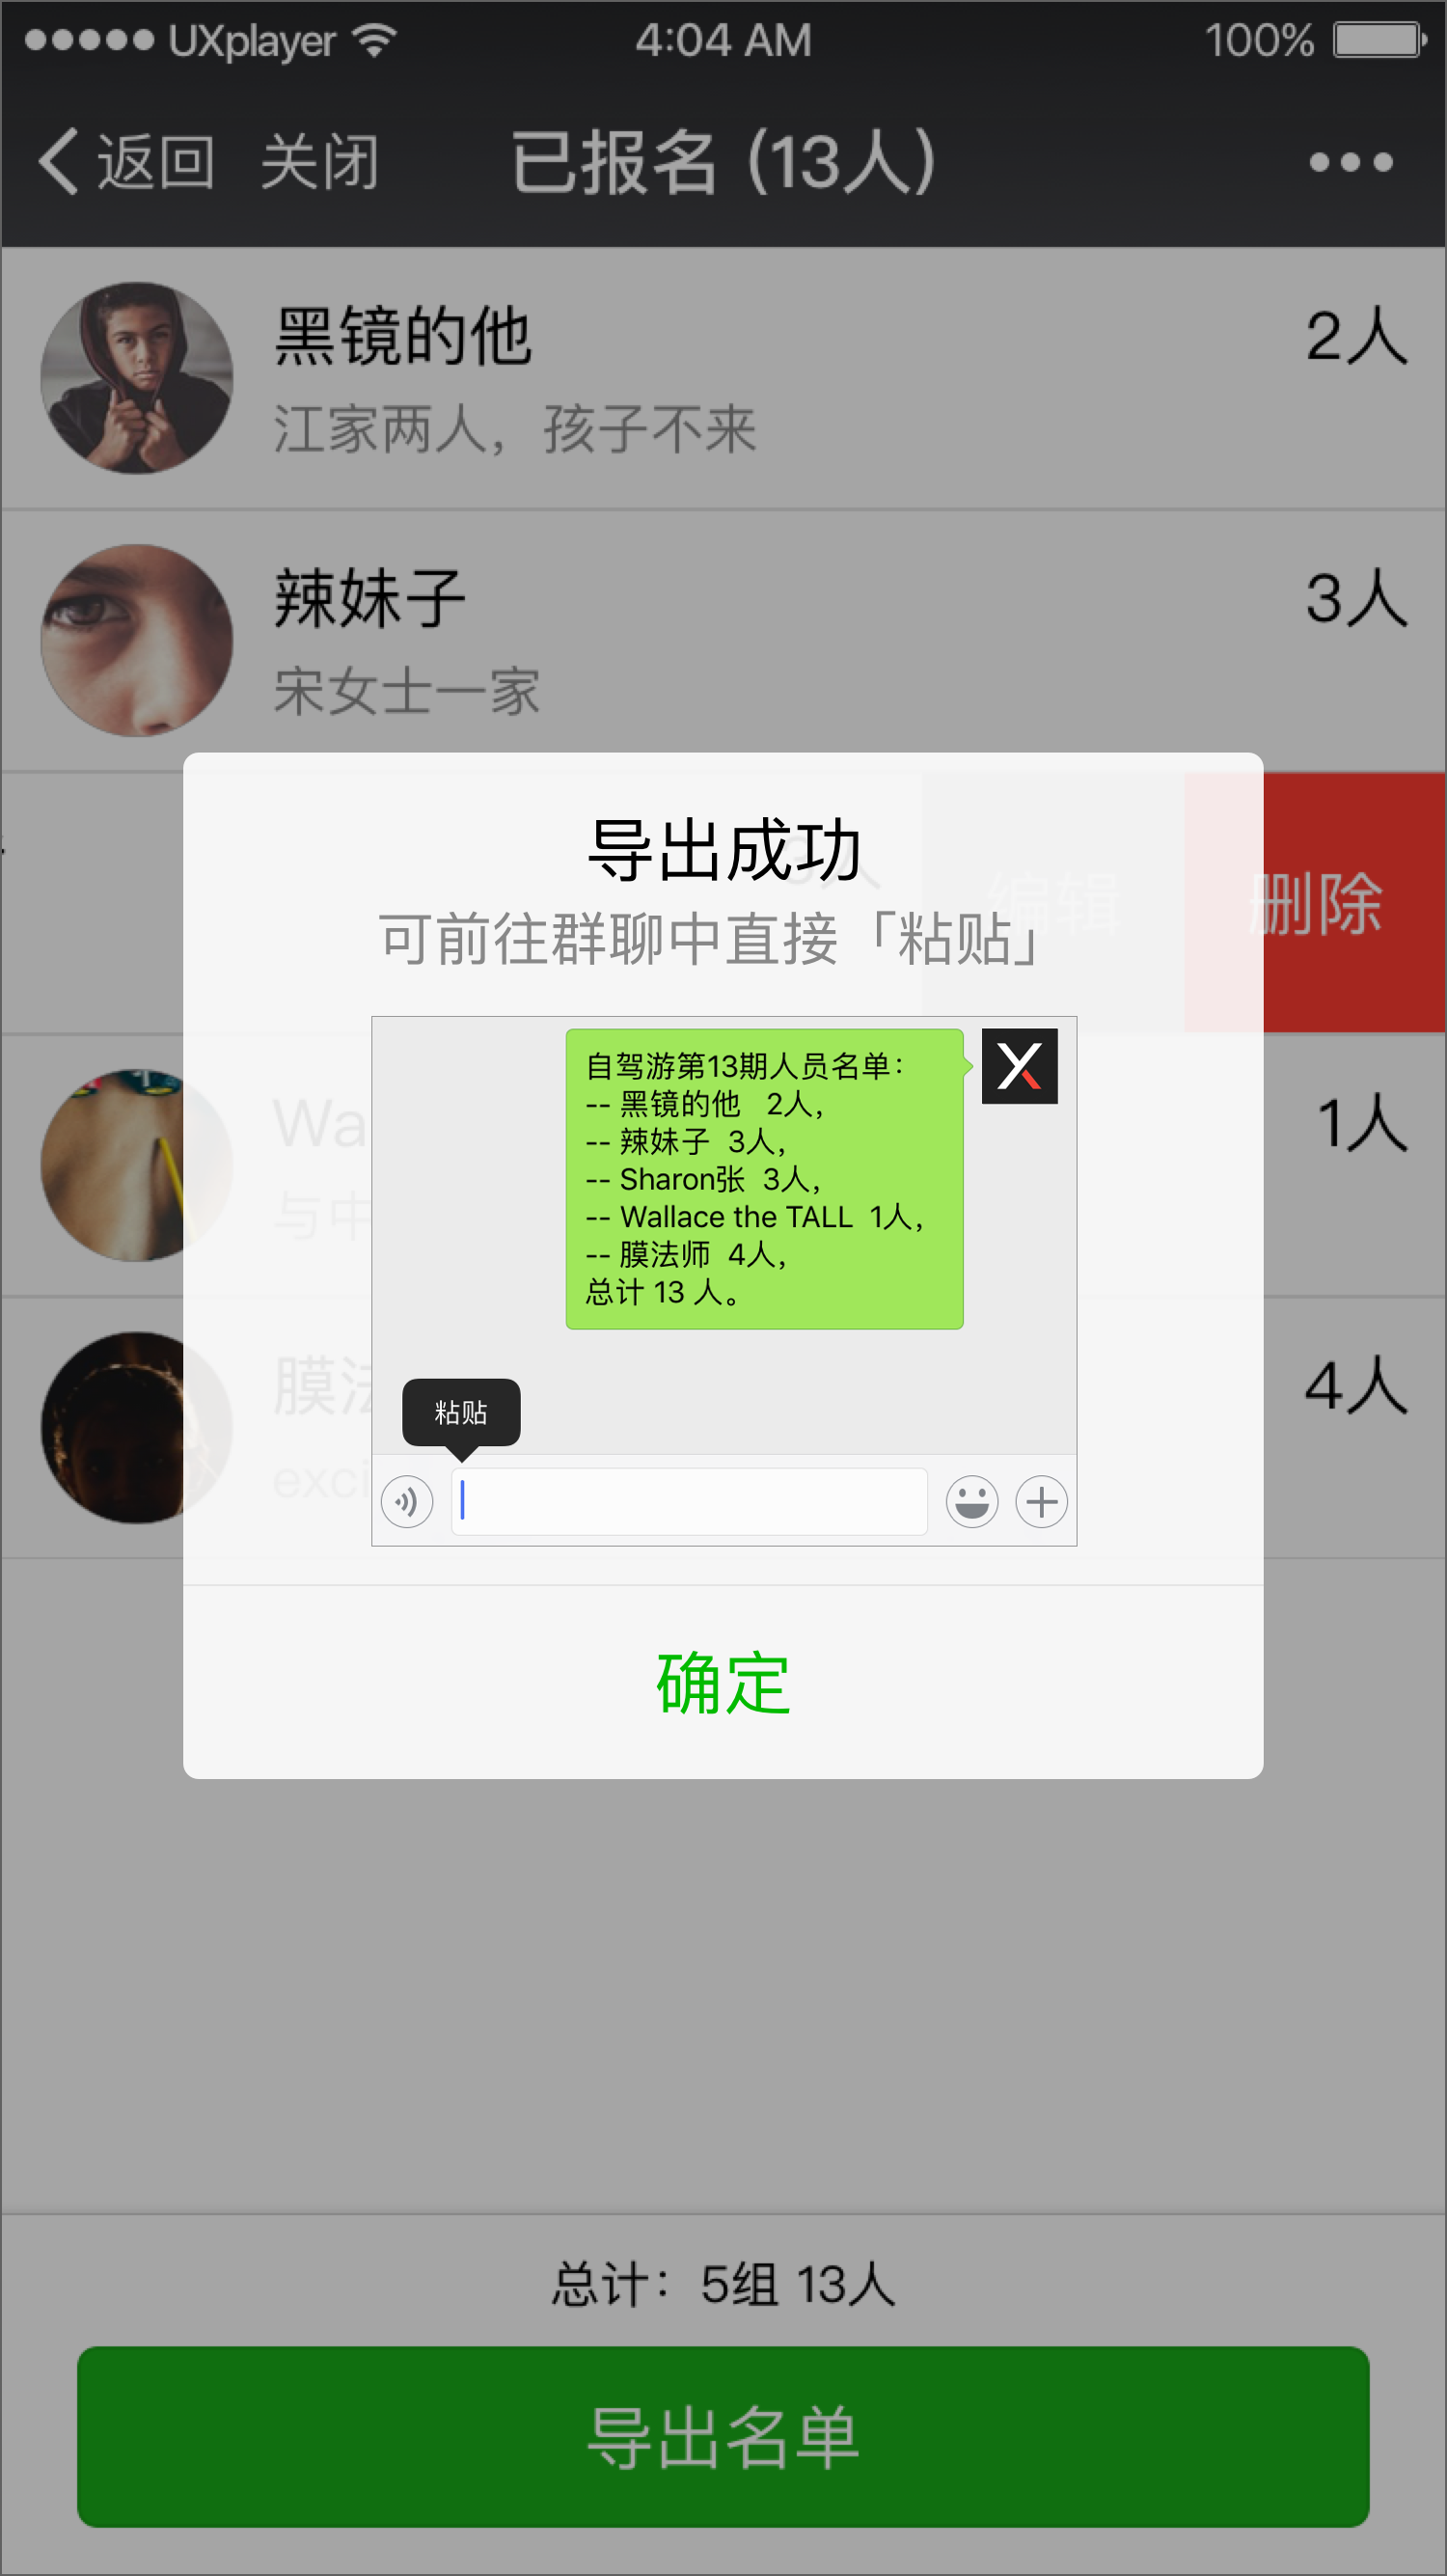 UXplayer 4:04 AM 100%
返回 关闭 已报名 (13人)
黑镜的他 2人
江家两人，孩子不来
辣妹子 3人
宋女士一家
3人 编辑 删除
导出成功
可前往群聊中直接「粘贴」
自驾游第13期人员名单：
-- 黑镜的他 2人，
-- 辣妹子 3人，
-- Sharon张 3人，
-- Wallace the TALL 1人，
-- 膜法师 4人，
总计 13 人。
粘贴
Wa 1人
与中
膜法 4人
exci
确定
总计：5组 13人
导出名单